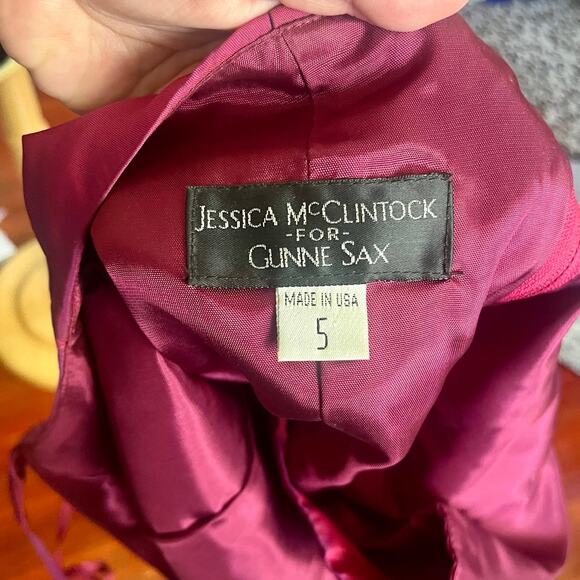 JESSICA MCCLINTOCK
-FOR-
GUNNE SAX
MADE IN USA
5